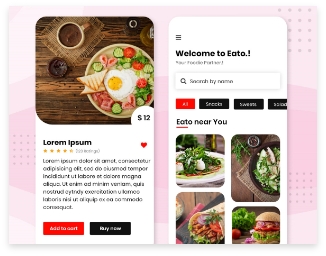 $ 12
Lorem Ipsum
Lorem ipsum dolor sit amet, consectetur
adipiscing elit, sed do eiusmod tempor
incididunt ut labore et dolore magna
aliqua. Ut enim ad minim veniam, quis
nostrud exercitation ullamco laboris
laboris nisi ut aliquip ex ea commodo
consequat.
Add to cart
Buy now
Welcome to Eato.!
Your Foodie Partner!
Search by name
All
Snacks
Sweets
Salad
Eato near You